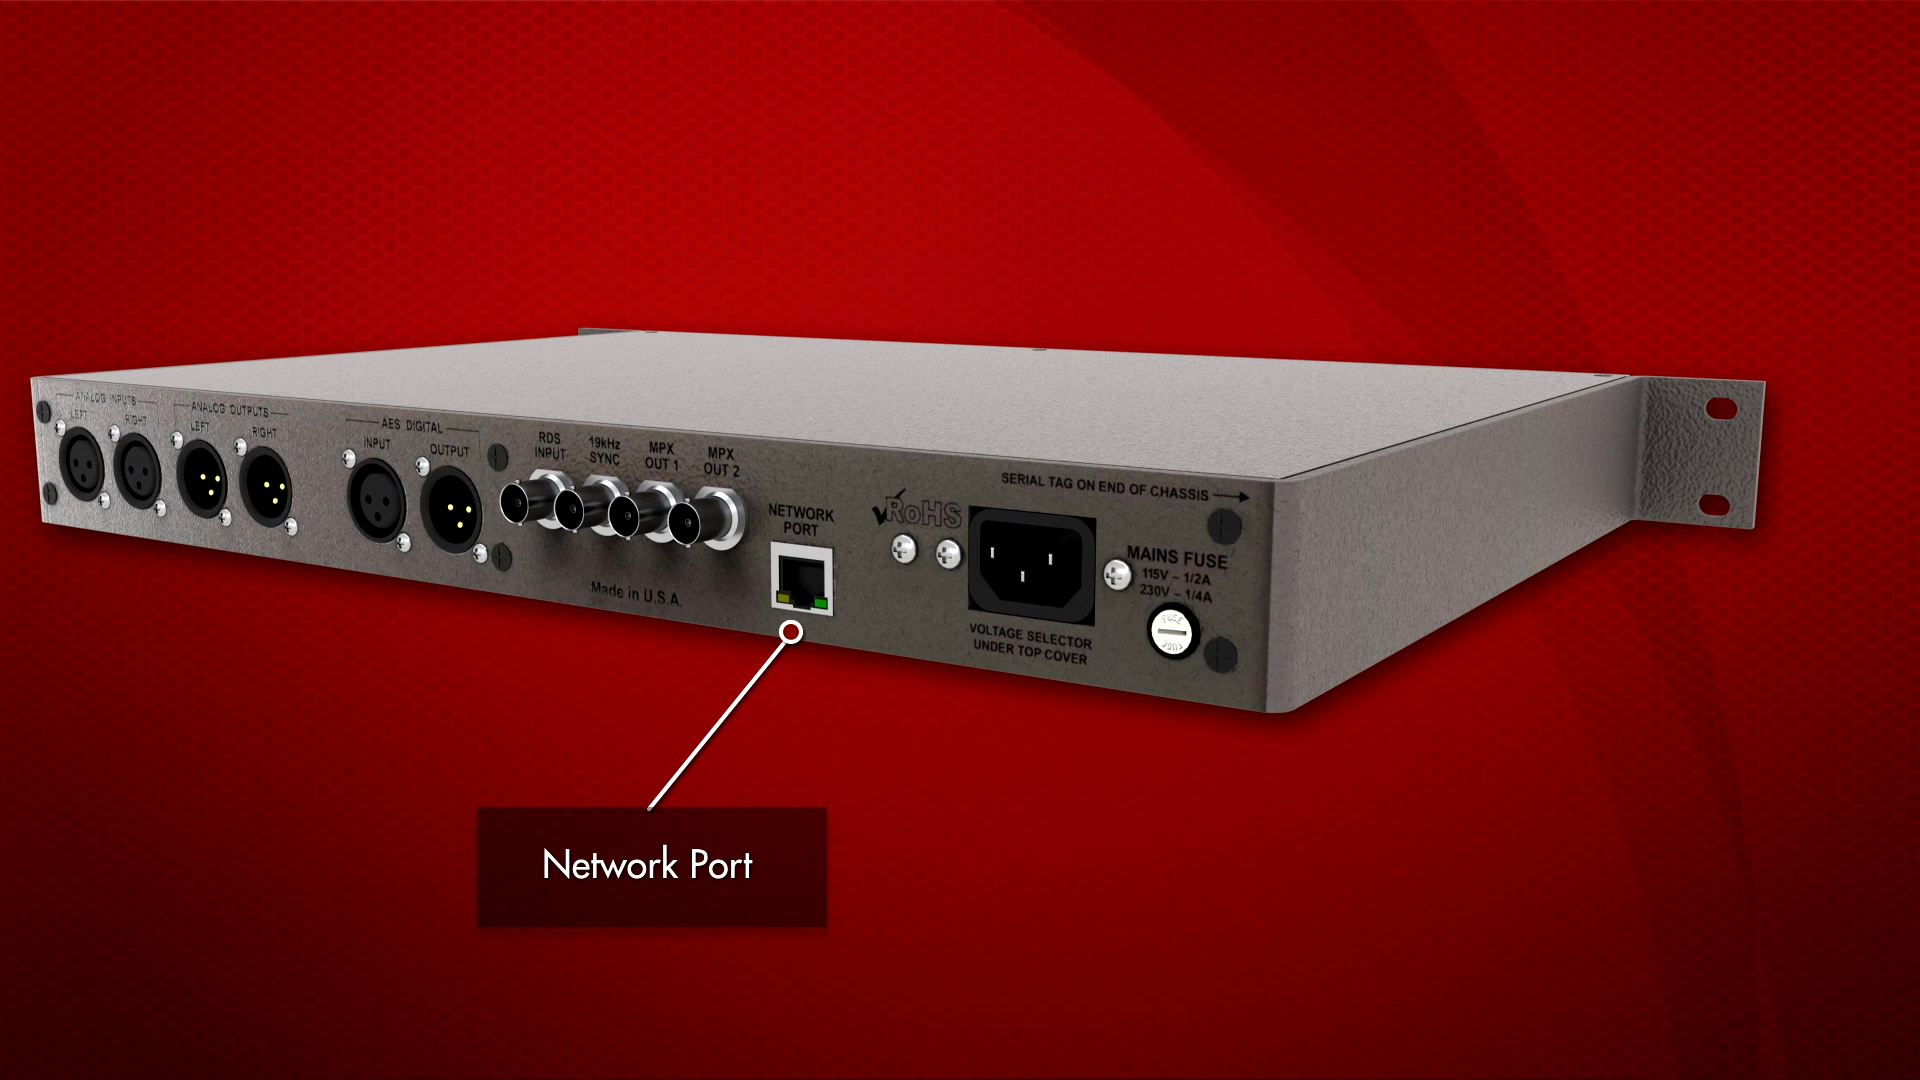 ANALOG INPUTS
LEFT
RIGHT
ANALOG OUTPUTS
LEFT
RIGHT
AES DIGITAL
INPUT
OUTPUT
RDS
INPUT
19kHz
SYNC
MPX
OUT 1
MPX
OUT 2
Made in U.S.A.
NETWORK
PORT
RoHS
SERIAL TAG ON END OF CHASSIS
VOLTAGE SELECTOR
UNDER TOP COVER
MAINS FUSE
115V – 1/2A
230V – 1/4A
FUSE
FUSE
Network Port